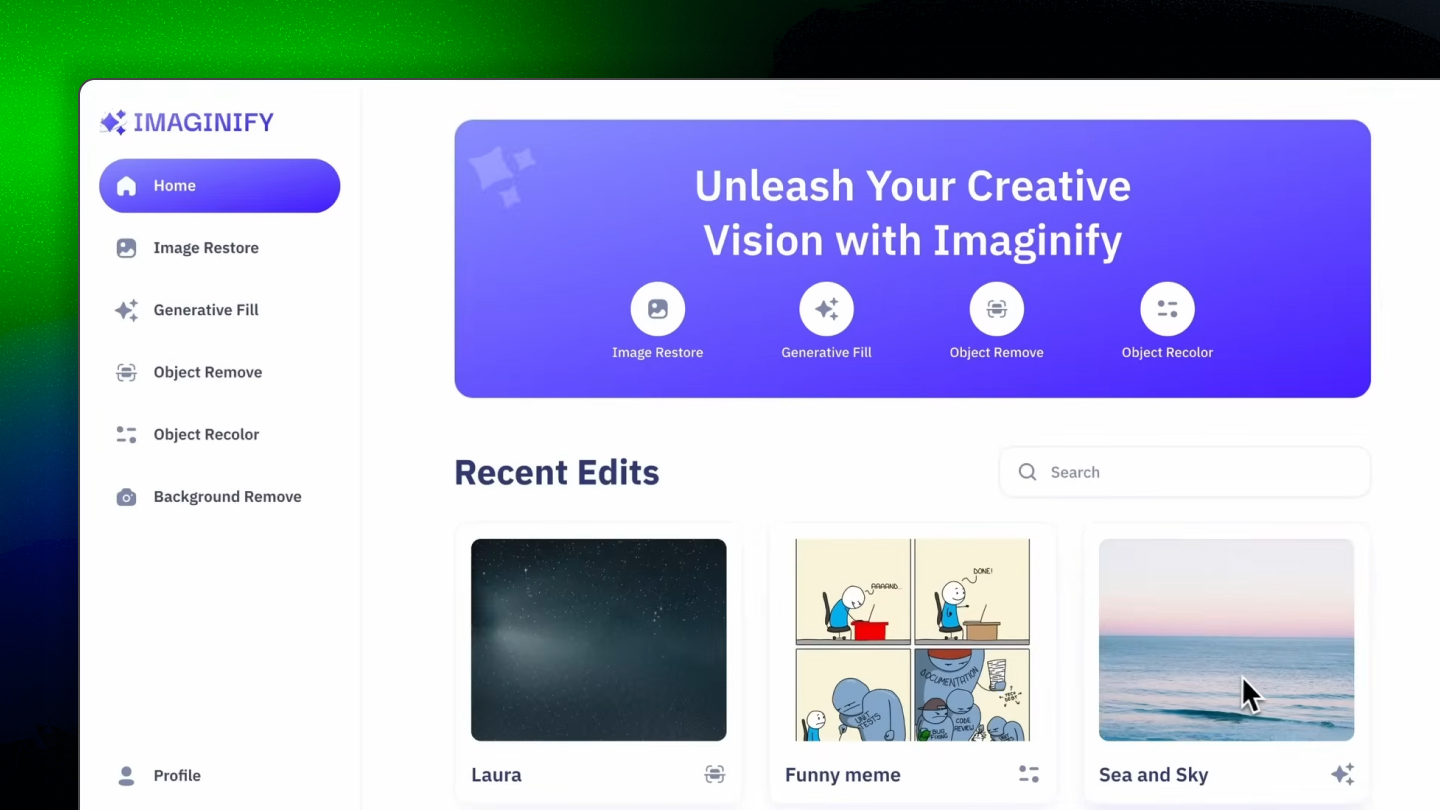 IMAGINIFY
Home
Image Restore
Generative Fill
Object Remove
Object Recolor
Background Remove
Profile
Unleash Your Creative
Vision with Imaginify
Image Restore
Generative Fill
Object Remove
Object Recolor
Recent Edits
Search
AAAAND...
DONE!
UNIT
TESTS
DOCUMENTATION
BUG
FIXING
CODE
REVIEW
Laura
Funny meme
Sea and Sky